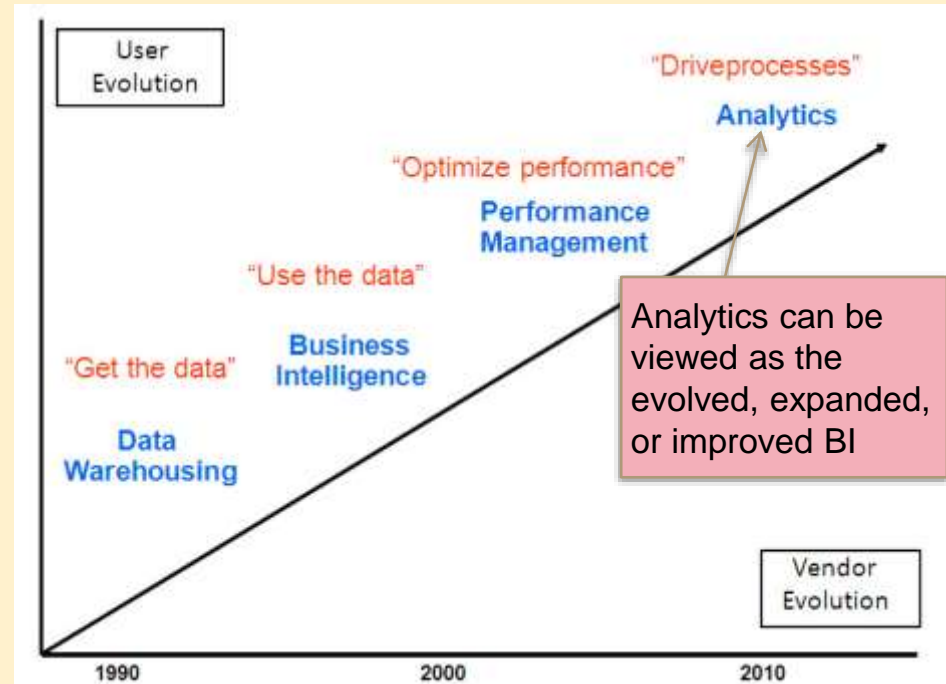 User
Evolution
“Driveprocesses”
Analytics
“Optimize performance”
Performance
Management
“Use the data”
Business
Intelligence
“Get the data”
Data
Warehousing
Analytics can be
viewed as the
evolved, expanded,
or improved BI
Vendor
Evolution
1990
2000
2010